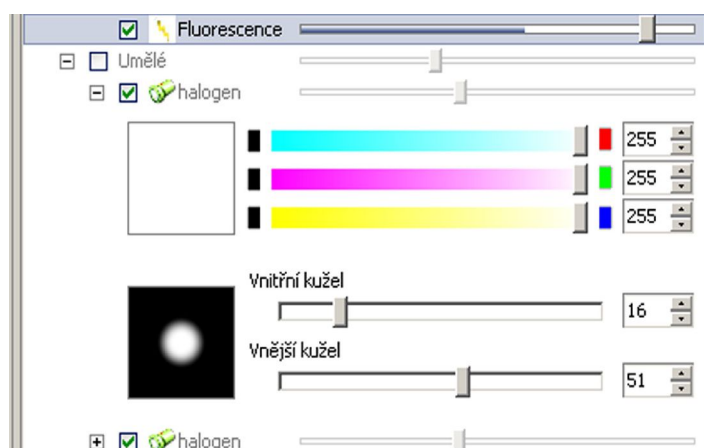 Fluorescence
Umělé
halogen
255
255
255
Vnitřní kužel
16
Vnější kužel
51
halogen